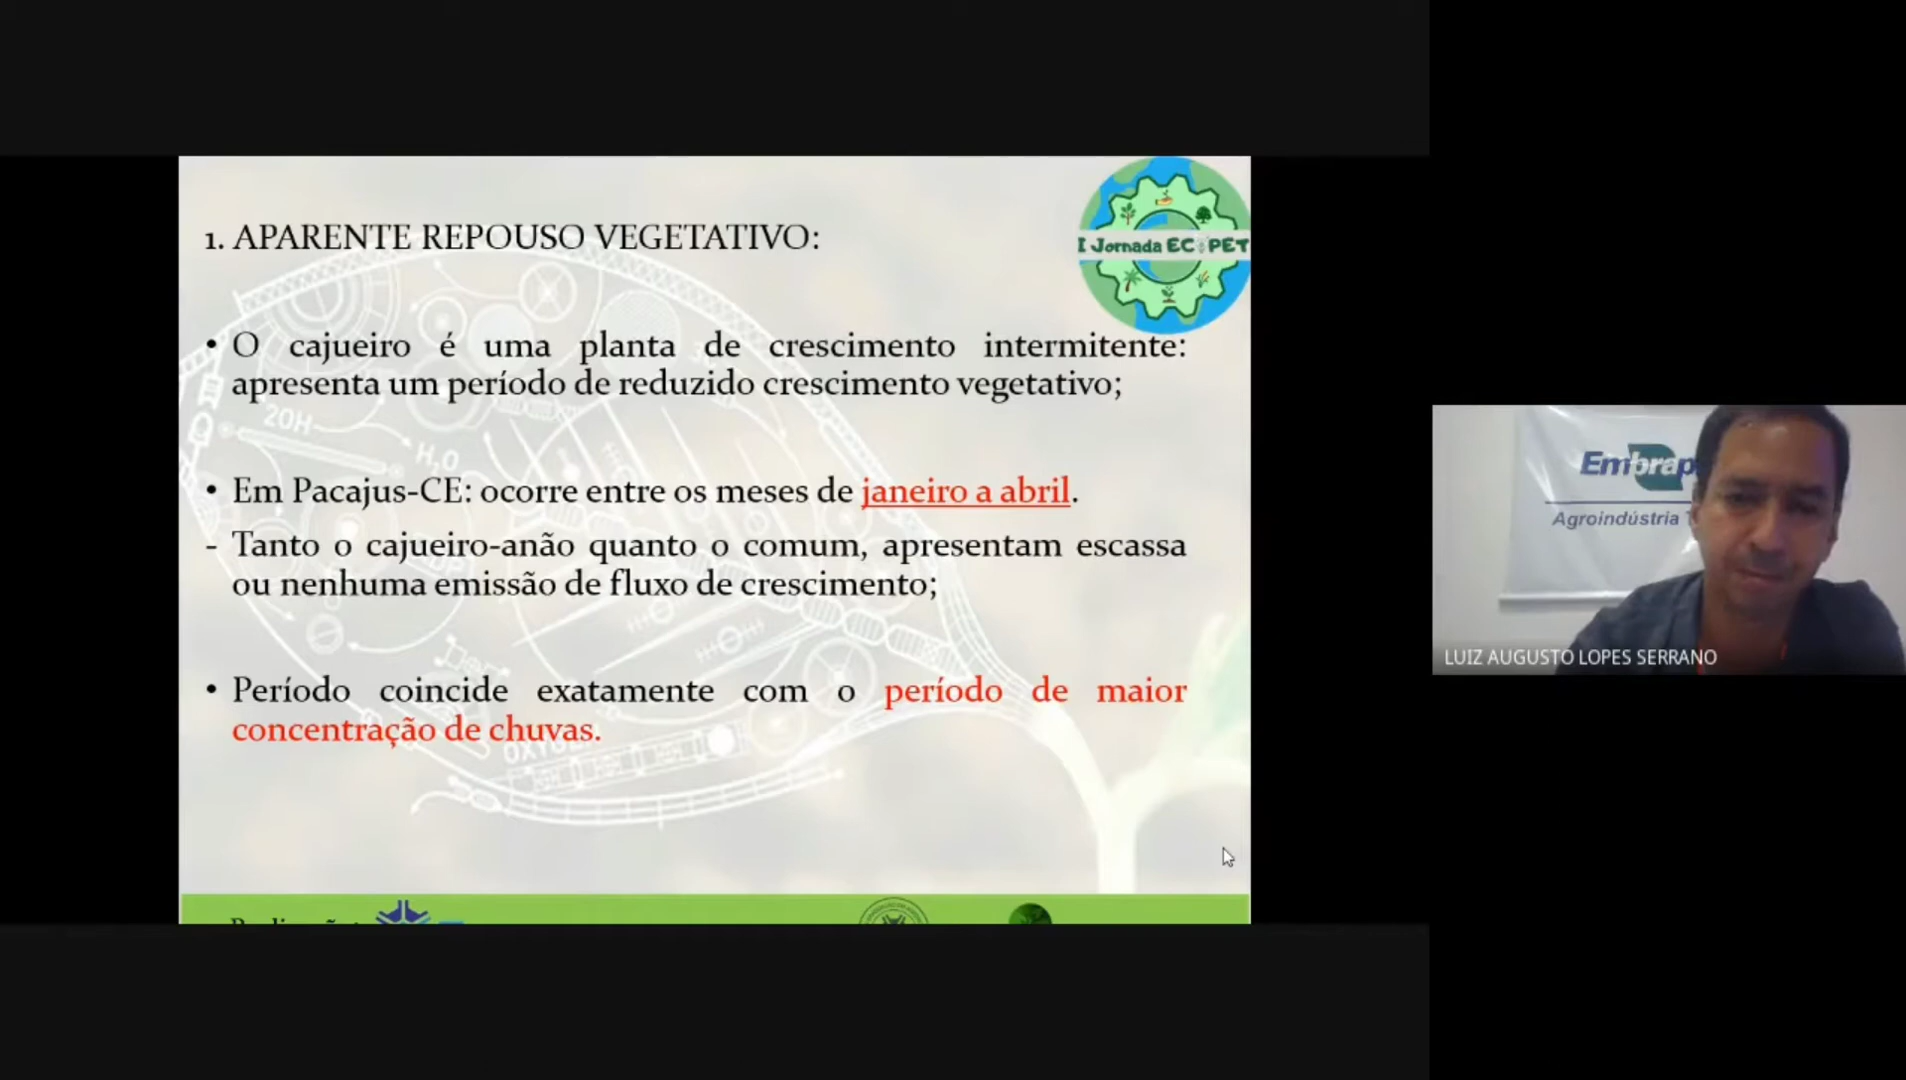 1. APARENTE REPOUSO VEGETATIVO:
I Jornada ECOPET
• O cajueiro é uma planta de crescimento intermitente:
apresenta um período de reduzido crescimento vegetativo;
20H
H₂O
• Em Pacajus-CE: ocorre entre os meses de janeiro a abril.
- Tanto o cajueiro-anão quanto o comum, apresentam escassa
ou nenhuma emissão de fluxo de crescimento;
• Período coincide exatamente com o período de maior
concentração de chuvas.
Embrap
Agroindústria T
LUIZ AUGUSTO LOPES SERRANO